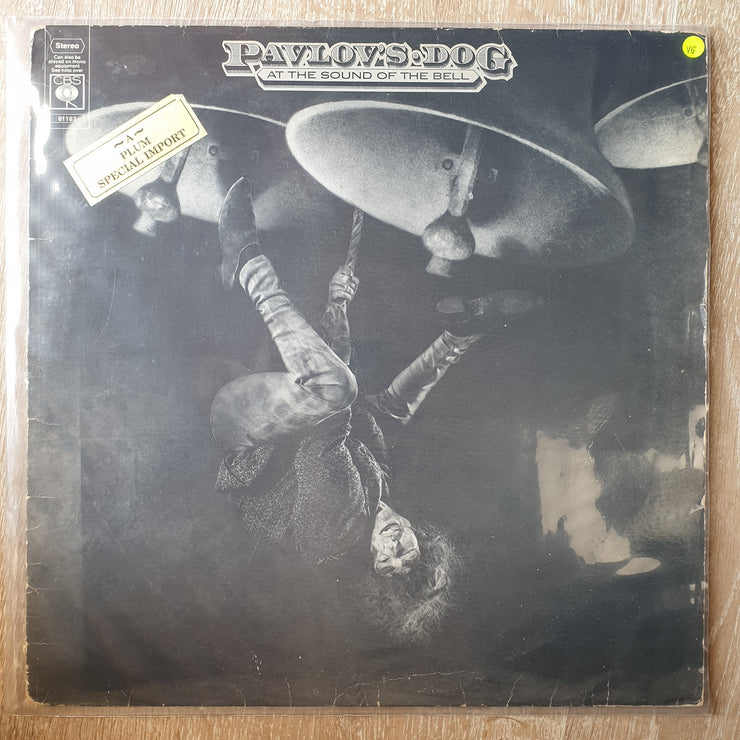 Stereo
Can also be
played on mono
equipment
See note over
CBS
81163
PAVLOV'S DOG
AT THE SOUND OF THE BELL
VG
~A~
PLUM
SPECIAL IMPORT